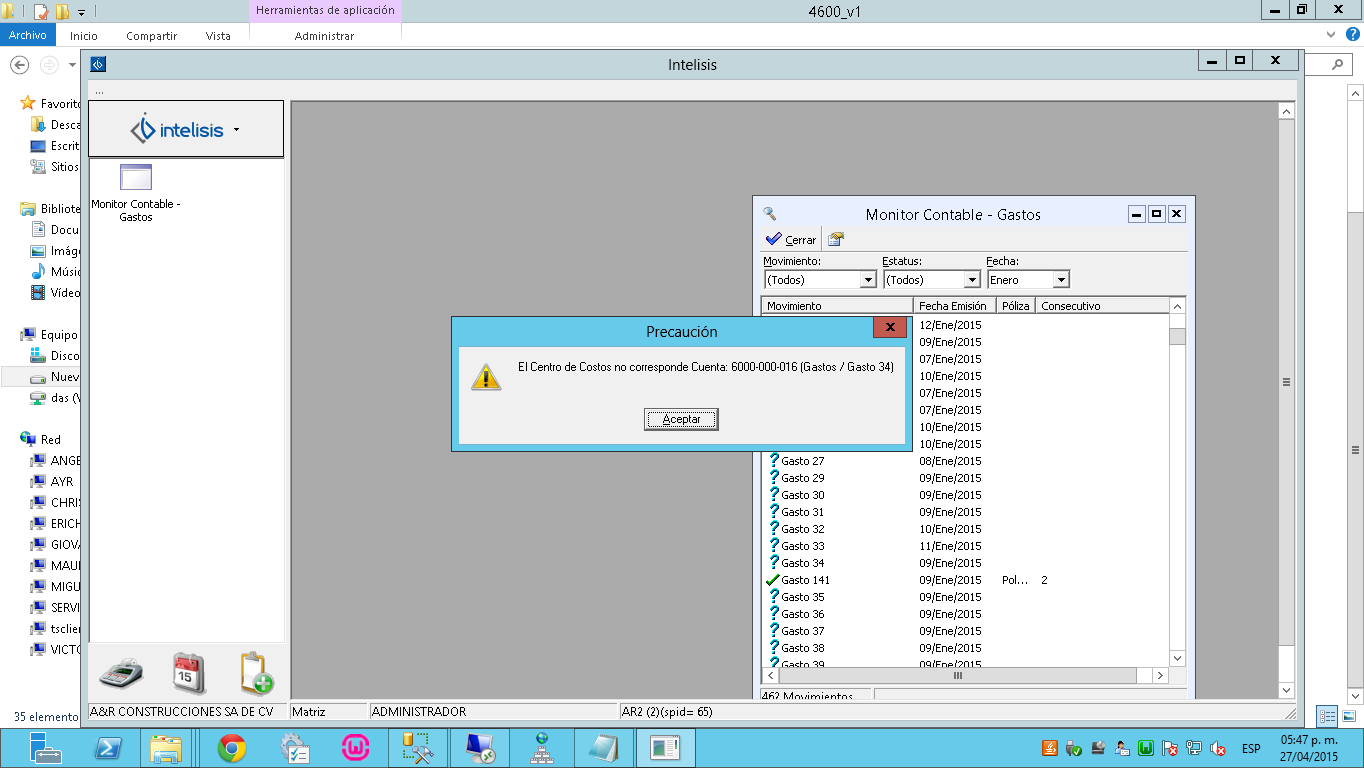 Herramientas de aplicación
4600_v1
Archivo
Inicio
Compartir
Vista
Administrar
Intelisis
...
intelisis
Monitor Contable -
Gastos
Favorito
Desca
Escrit
Sitios
Bibliote
Docu
Imág
Músic
Vídeo
Equipo
Disco
Nuev
das (V
Red
ANGE
AYR
CHRIS
ERICH
GIOVA
MAUI
MIGU
SERVI
tsclien
VICTO
35 elemento
Monitor Contable - Gastos
Cerrar
Movimiento:
Estatus:
Fecha:
(Todos)
(Todos)
Enero
Movimiento
Fecha Emisión
Póliza
Consecutivo
12/Ene/2015
09/Ene/2015
07/Ene/2015
10/Ene/2015
07/Ene/2015
07/Ene/2015
10/Ene/2015
10/Ene/2015
Gasto 27 08/Ene/2015
Gasto 29 09/Ene/2015
Gasto 30 09/Ene/2015
Gasto 31 09/Ene/2015
Gasto 32 10/Ene/2015
Gasto 33 11/Ene/2015
Gasto 34 09/Ene/2015
Gasto 141 09/Ene/2015 Pol... 2
Gasto 35 09/Ene/2015
Gasto 36 09/Ene/2015
Gasto 37 09/Ene/2015
Gasto 38 09/Ene/2015
Gasto 39 09/Ene/2015
462 Movimientos
Precaución
El Centro de Costos no corresponde Cuenta: 6000-000-016 (Gastos / Gasto 34)
Aceptar
15
A&R CONSTRUCCIONES SA DE CV
Matriz
ADMINISTRADOR
AR2 (2)(spid= 65)
ESP
05:47 p. m.
27/04/2015